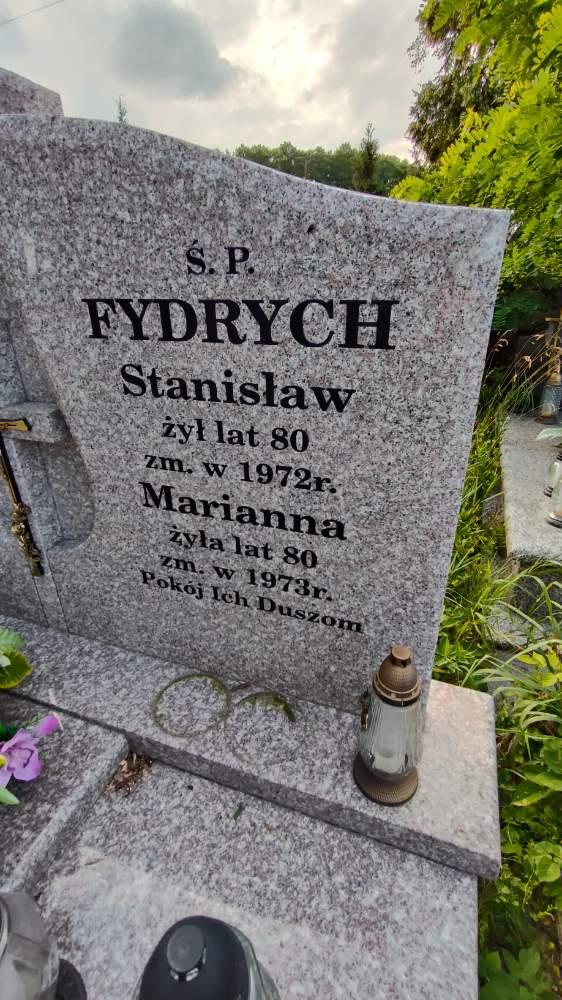 Ś. P.
FYDRYCH
Stanisław
żył lat 80
zm. w 1972r.
Marianna
żyła lat 80
zm. w 1973r.
Pokój Ich Duszom